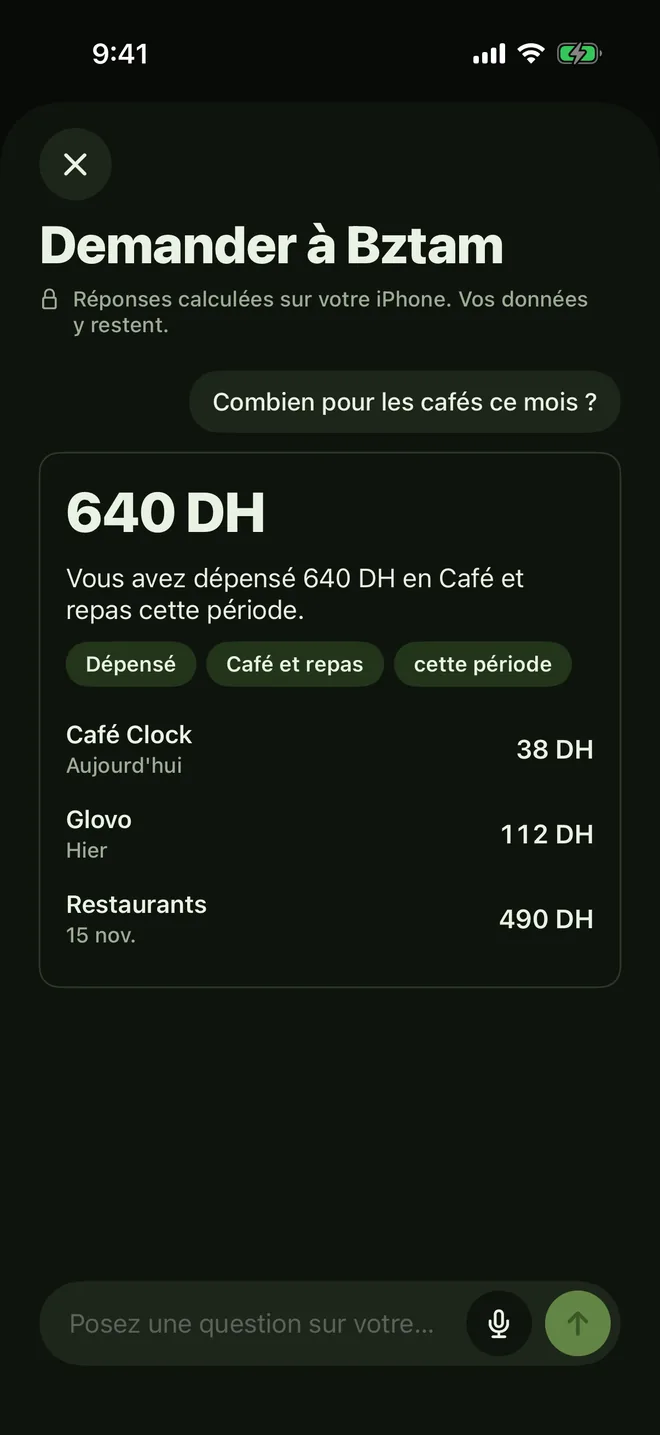 9:41
Demander à Bztam
Réponses calculées sur votre iPhone. Vos données
y restent.
Combien pour les cafés ce mois ?
640 DH
Vous avez dépensé 640 DH en Café et
repas cette période.
Dépensé Café et repas cette période
Café Clock
38 DH
Aujourd'hui
Glovo
112 DH
Hier
Restaurants
490 DH
15 nov.
Posez une question sur votre...